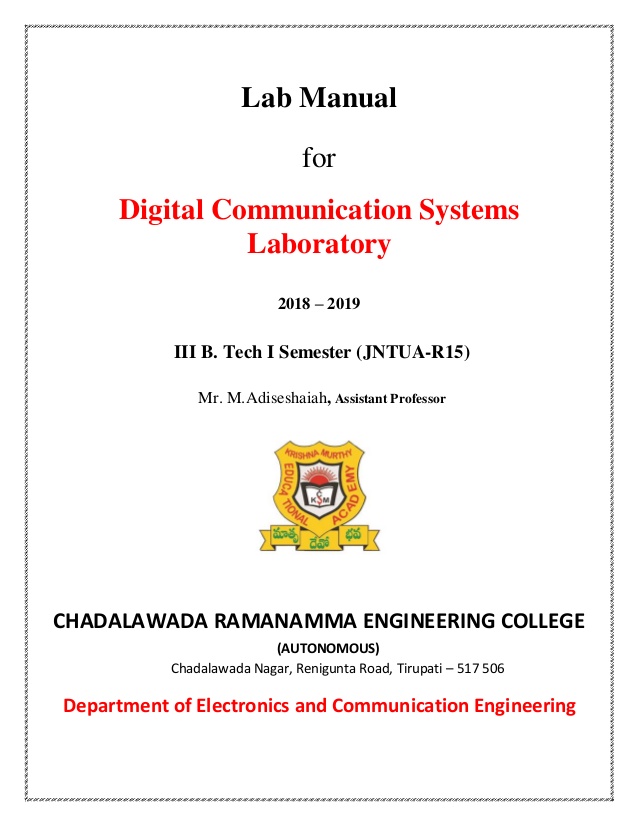 Lab Manual
for
Digital Communication Systems
Laboratory
2018 – 2019
III B. Tech I Semester (JNTUA-R15)
Mr. M.Adiseshaiah, Assistant Professor
KRISHNA MURTHY
EDUCATIONAL ACADEMY
C
K S M
మాతృ దేవో భవ
CHADALAWADA RAMANAMMA ENGINEERING COLLEGE
(AUTONOMOUS)
Chadalawada Nagar, Renigunta Road, Tirupati – 517 506
Department of Electronics and Communication Engineering